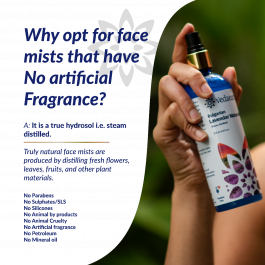 Why opt for face
mists that have
No artificial
Fragrance?
A: It is a true hydrosol i.e. steam
distilled.
Truly natural face mists are
produced by distilling fresh flowers,
leaves, fruits, and other plant
materials.
No Parabens
No Sulphates/SLS
No Silicones
No Animal by products
No Animal Cruelty
No Artificial fragrance
No Petroleum
No Mineral oil
Bulgarian
Lavender